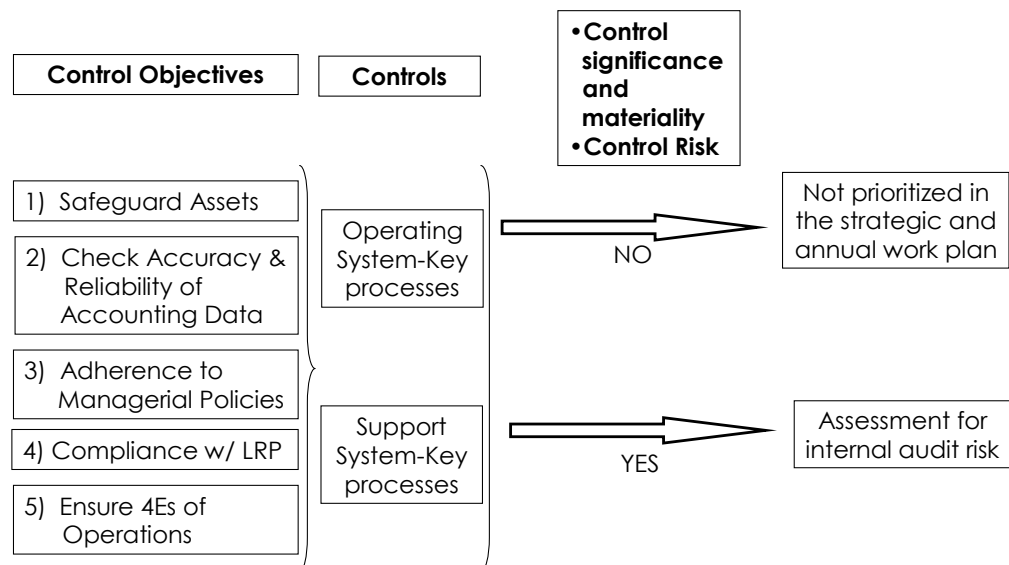 Control Objectives
Controls
•Control
significance
and
materiality
•Control Risk
1) Safeguard Assets
2) Check Accuracy &
Reliability of
Accounting Data
3) Adherence to
Managerial Policies
4) Compliance w/ LRP
5) Ensure 4Es of
Operations
Operating
System-Key
processes
Support
System-Key
processes
NO
YES
Not prioritized in
the strategic and
annual work plan
Assessment for
internal audit risk